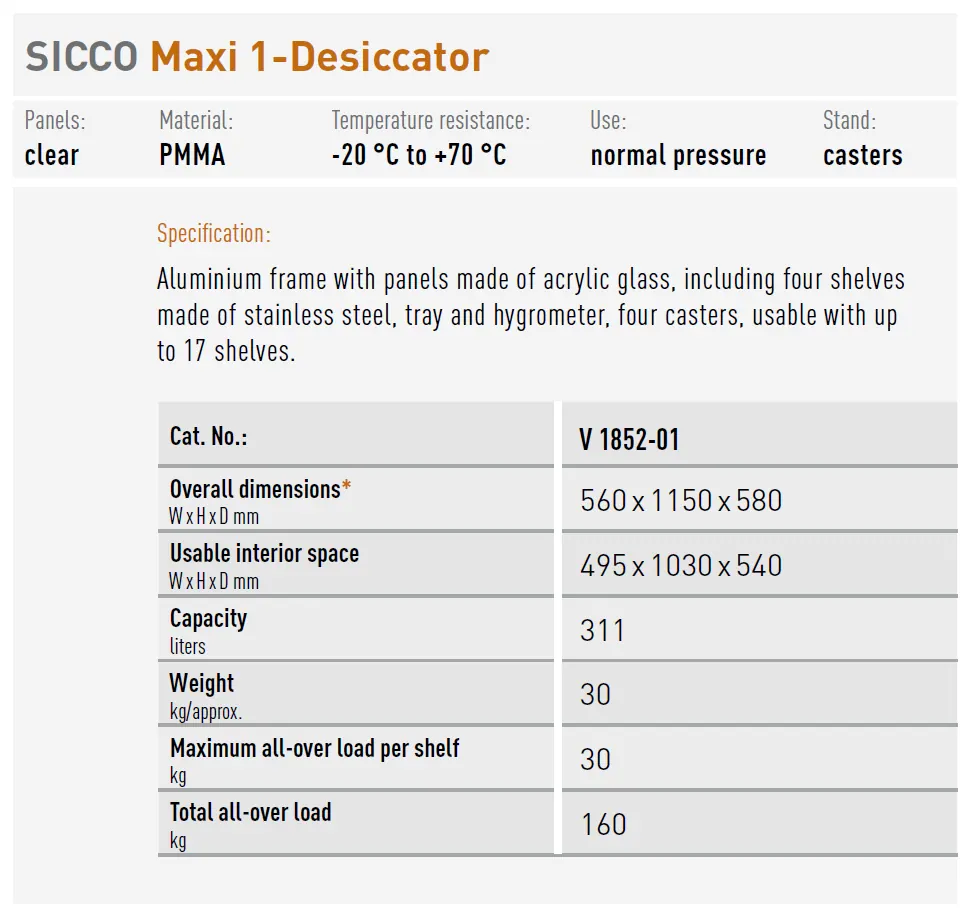 SICCO Maxi 1-Desiccator
Panels: Material: Temperature resistance: Use: Stand:
clear PMMA -20 °C to +70 °C normal pressure casters
Specification:
Aluminium frame with panels made of acrylic glass, including four shelves
made of stainless steel, tray and hygrometer, four casters, usable with up
to 17 shelves.
Cat. No.: V 1852-01
Overall dimensions* 560 x 1150 x 580
W x H x D mm
Usable interior space 495 x 1030 x 540
W x H x D mm
Capacity 311
liters
Weight 30
kg/approx.
Maximum all-over load per shelf 30
kg
Total all-over load 160
kg